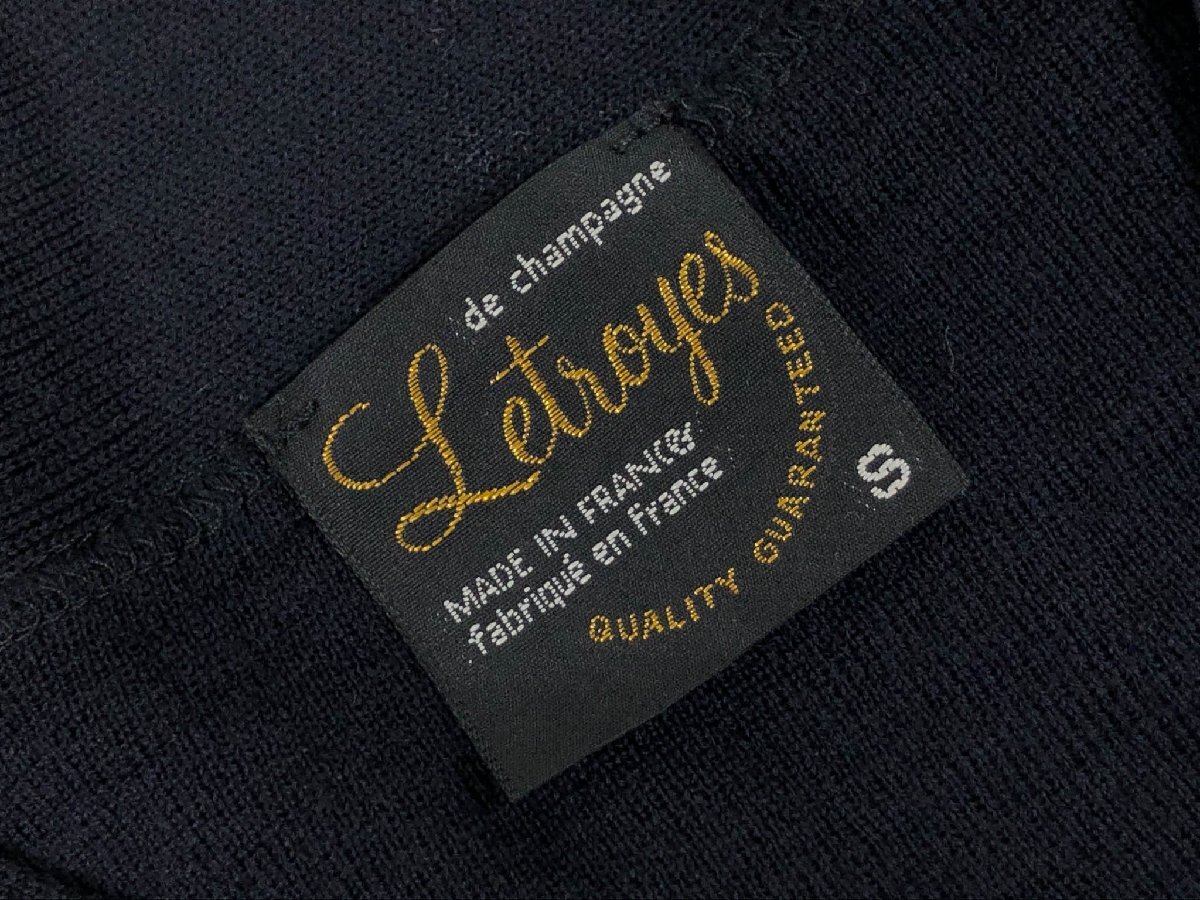 de champagne
Letroyes
MADE IN FRANCE
fabriqué en france
QUALITY GUARANTEED
S